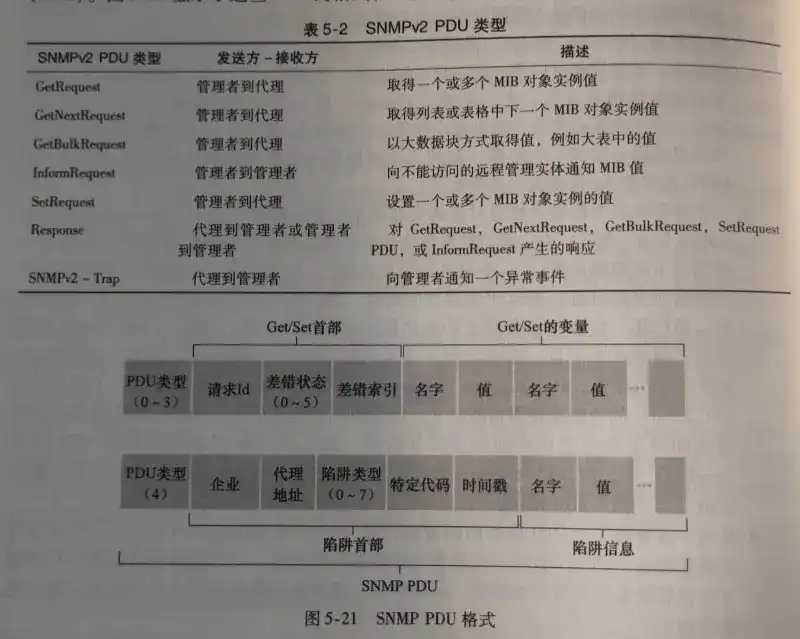 表 5-2 SNMPv2 PDU 类型
SNMPv2 PDU 类型 发送方－接收方 描述
GetRequest 管理者到代理 取得一个或多个 MIB 对象实例值
GetNextRequest 管理者到代理 取得列表或表格中下一个 MIB 对象实例值
GetBulkRequest 管理者到代理 以大数据块方式取得值，例如大表中的值
InformRequest 管理者到管理者 向不能访问的远程管理实体通知 MIB 值
SetRequest 管理者到代理 设置一个或多个 MIB 对象实例的值
Response 代理到管理者或管理者 对 GetRequest，GetNextRequest，GetBulkRequest，SetRequest
到管理者 PDU，或 InformRequest 产生的响应
SNMPv2－Trap 代理到管理者 向管理者通知一个异常事件
Get/Set首部 Get/Set的变量
PDU类型 差错状态
请求Id 差错索引 名字 值 名字 值 …
(0~3) (0~5)
PDU类型 代理 陷阱类型
企业 特定代码 时间戳 名字 值 …
(4) 地址 (0~7)
陷阱首部 陷阱信息
SNMP PDU
图 5-21 SNMP PDU 格式